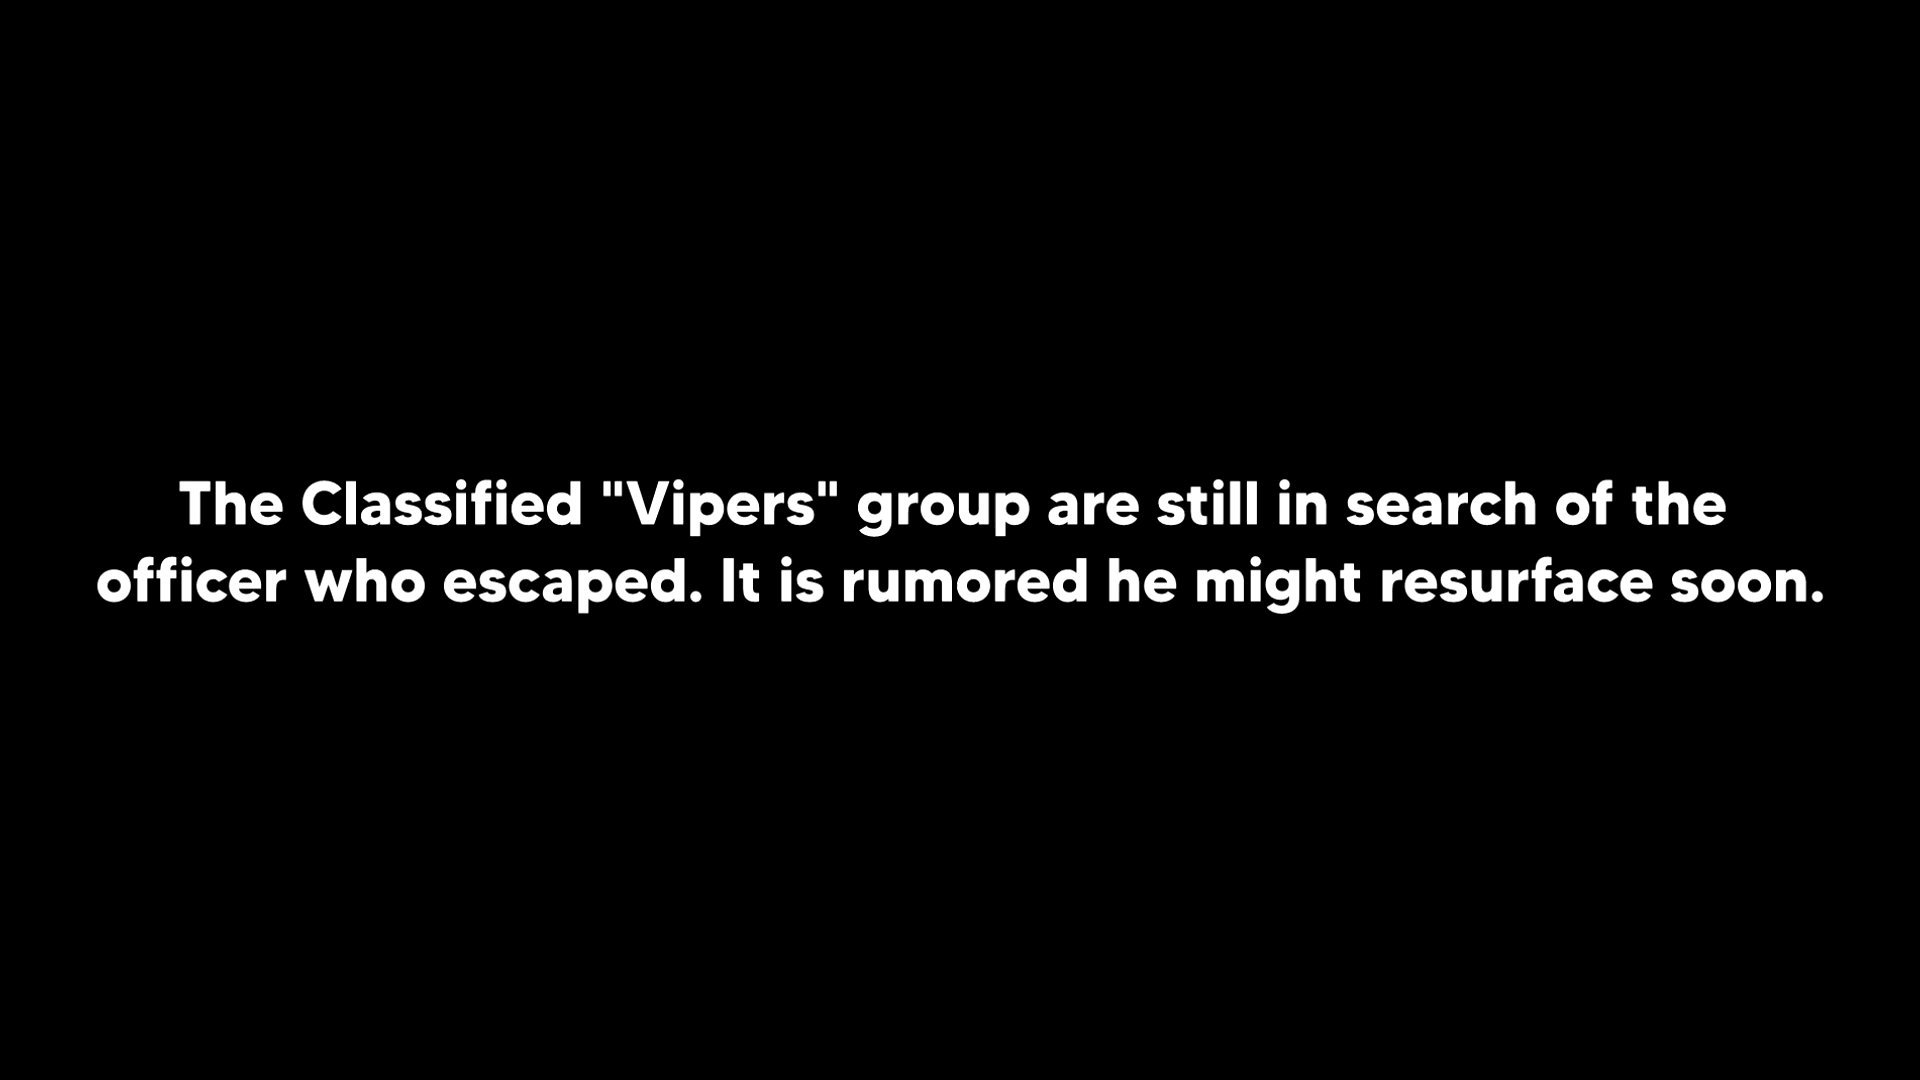 The Classified "Vipers" group are still in search of the
officer who escaped. It is rumored he might resurface soon.